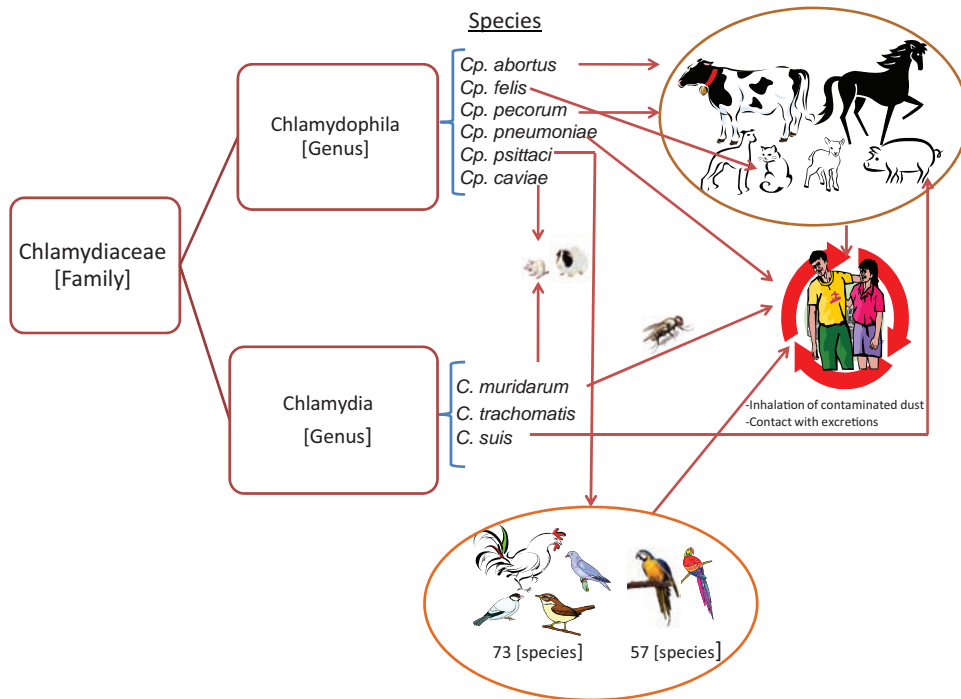 Species
Cp. abortus
Cp. felis
Cp. pecorum
Cp. pneumoniae
Cp. psittaci
Cp. caviae
Chlamydophila
[Genus]
Chlamydiaceae
[Family]
Chlamydia
[Genus]
C. muridarum
C. trachomatis
C. suis
-Inhalation of contaminated dust
-Contact with excretions
73 [species]
57 [species]